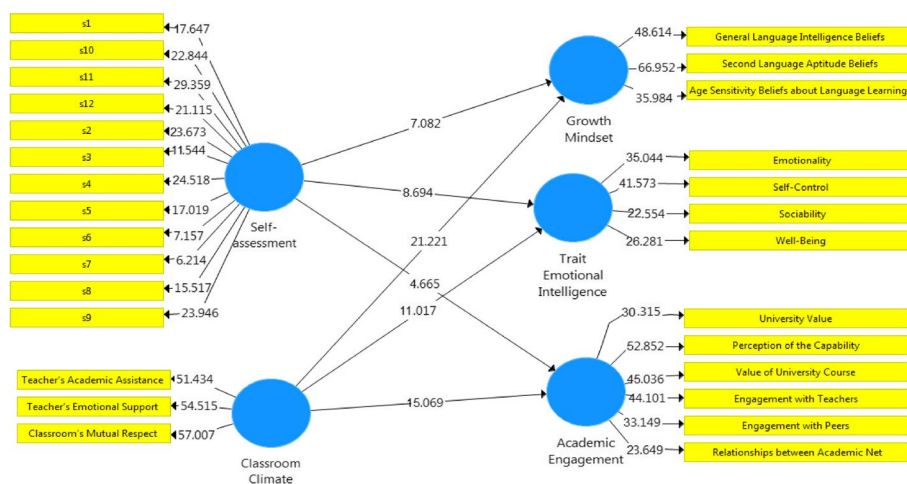 s1
17.647
s10
22.844
s11
29.359
s12
21.115
s2
23.673
s3
11.544
s4
24.518
s5
17.019
s6
7.157
s7
6.214
s8
15.517
s9
23.946
Self-
assessment
Teacher's Academic Assistance
51.434
Teacher's Emotional Support
54.515
Classroom's Mutual Respect
57.007
Classroom
Climate
7.082
8.694
21.221
4.665
11.017
15.069
Growth
Mindset
48.614
General Language Intelligence Beliefs
66.952
Second Language Aptitude Beliefs
35.984
Age Sensitivity Beliefs about Language Learning
Trait
Emotional
Intelligence
35.044
Emotionality
41.573
Self-Control
22.554
Sociability
26.281
Well-Being
Academic
Engagement
30.315
University Value
52.852
Perception of the Capability
45.036
Value of University Course
44.101
Engagement with Teachers
33.149
Engagement with Peers
23.649
Relationships between Academic Net